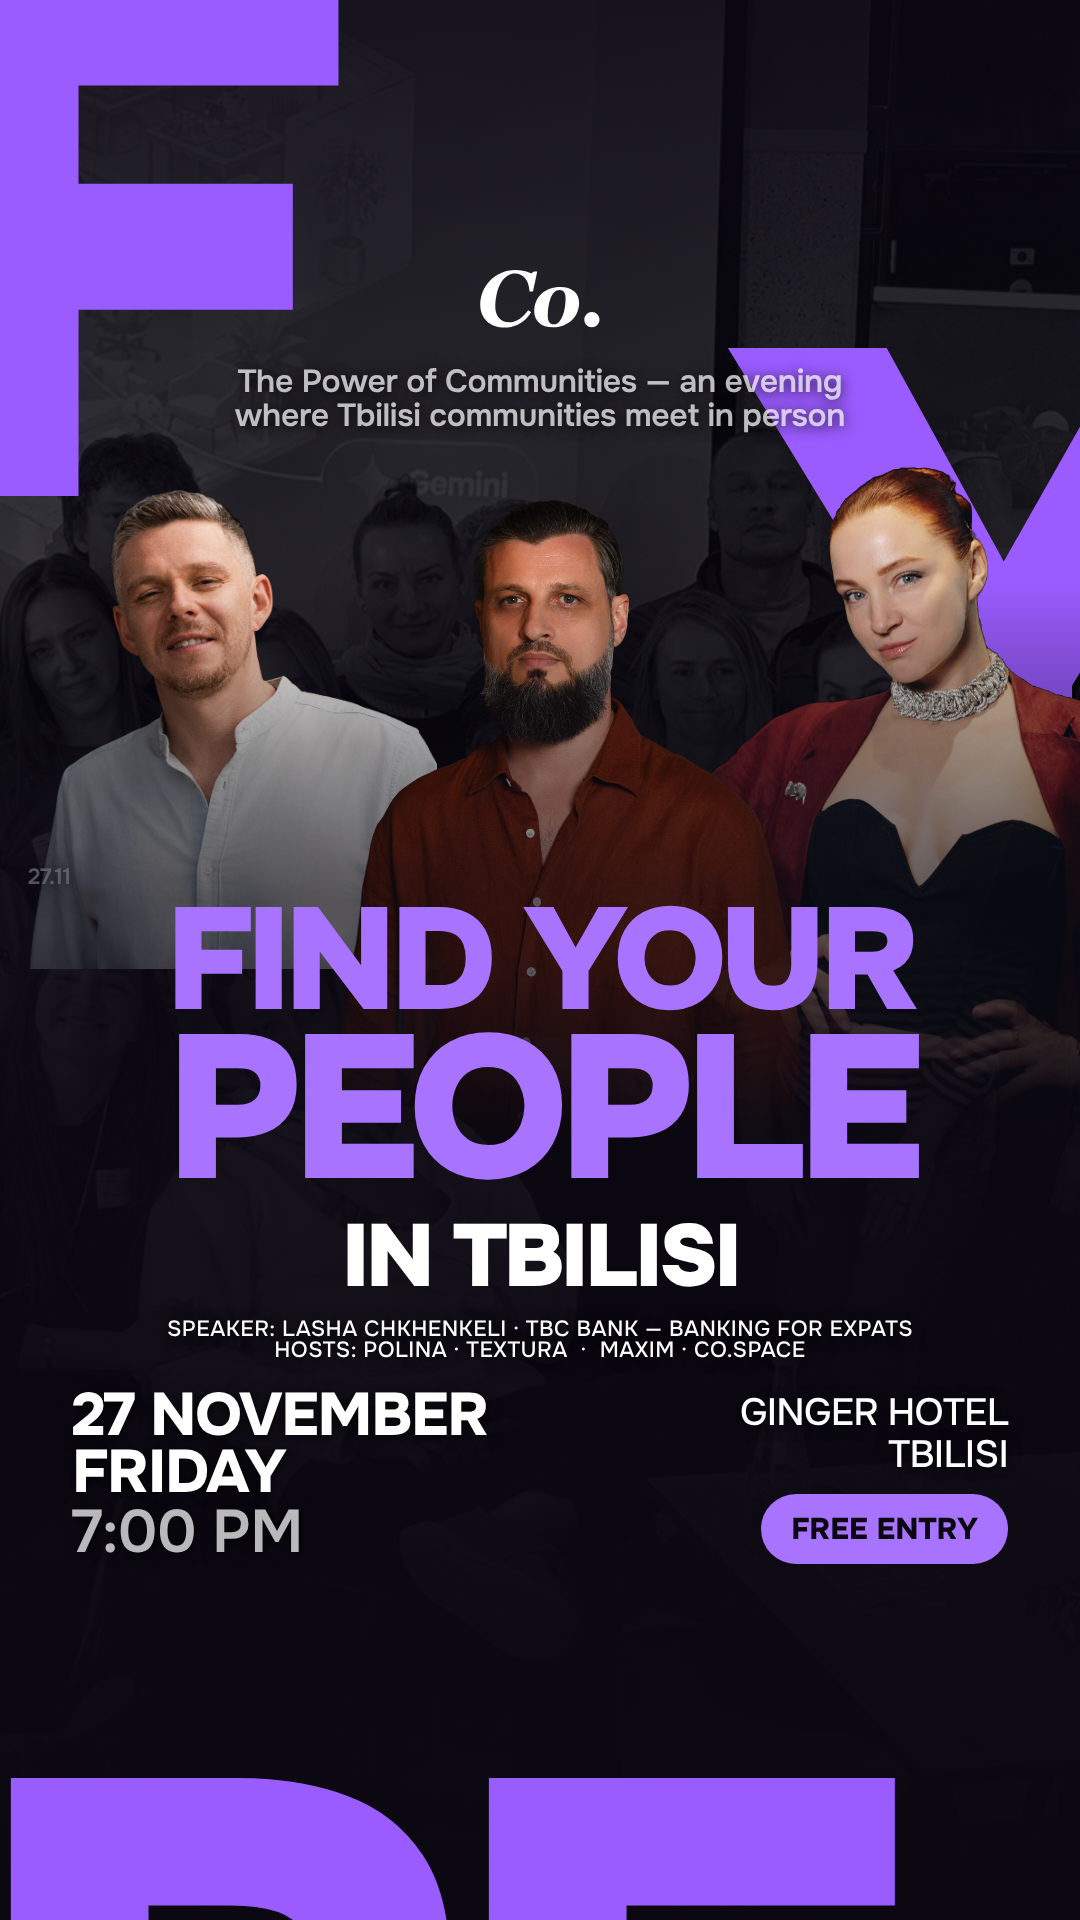 F
Co.
The Power of Communities — an evening
where Tbilisi communities meet in person
Y
Gemini
27.11
FIND YOUR
PEOPLE
IN TBILISI
SPEAKER: LASHA CHKHENKELI · TBC BANK — BANKING FOR EXPATS
HOSTS: POLINA · TEXTURA · MAXIM · CO.SPACE
27 NOVEMBER
FRIDAY
7:00 PM
GINGER HOTEL
TBILISI
FREE ENTRY
PE